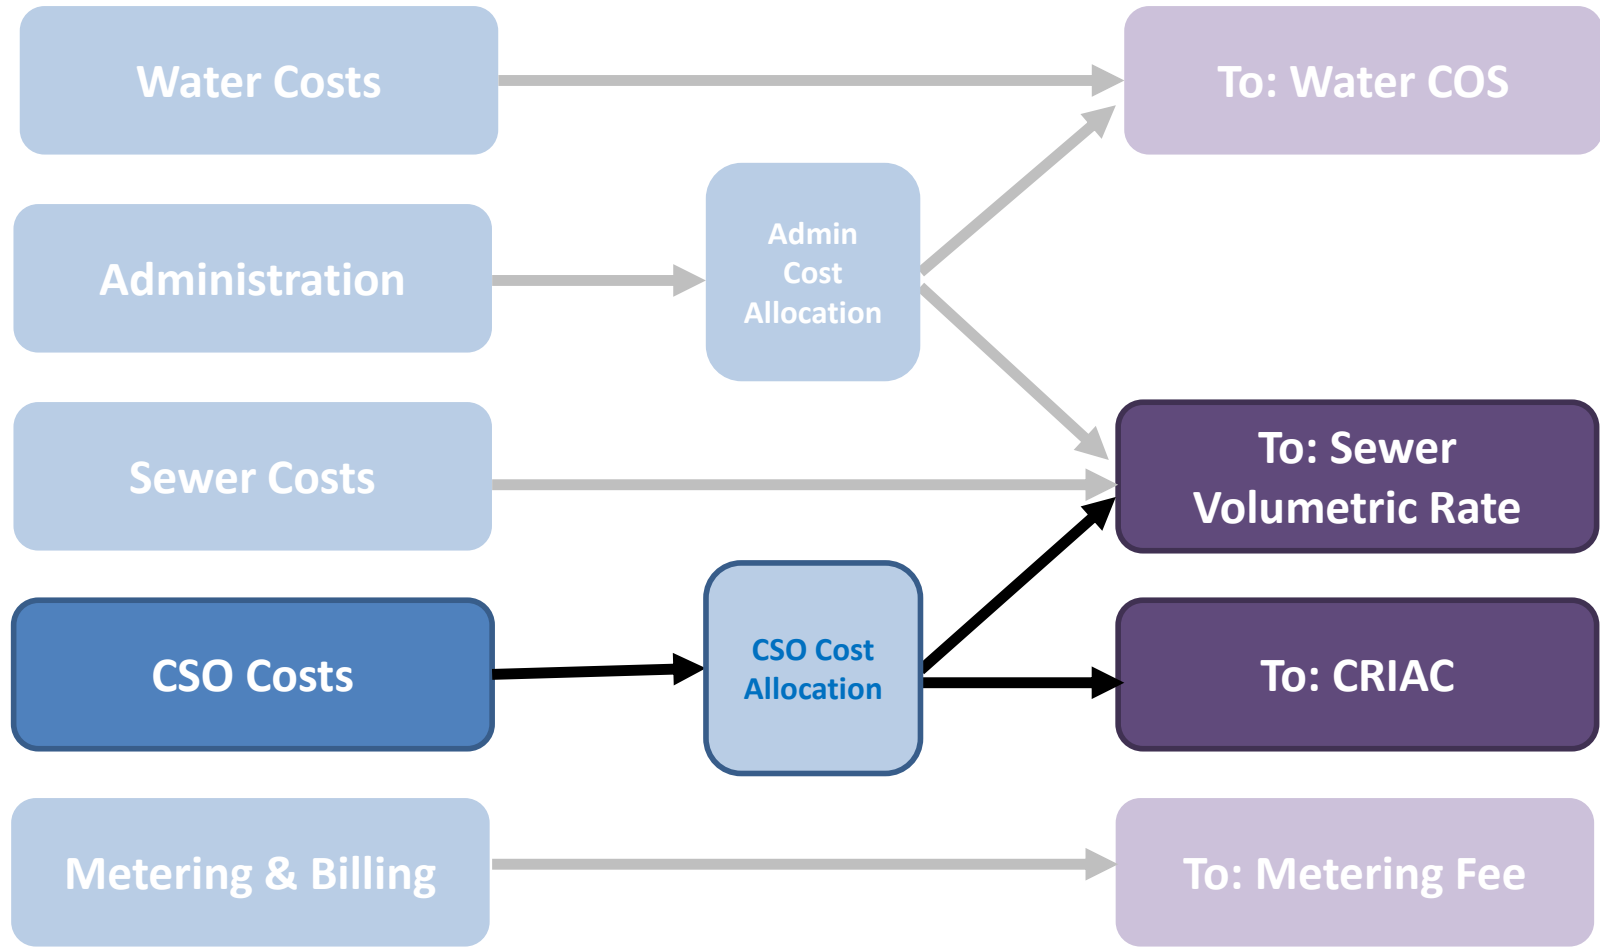 Water Costs
To: Water COS
Administration
Admin
Cost
Allocation
Sewer Costs
To: Sewer
Volumetric Rate
CSO Costs
CSO Cost
Allocation
To: CRIAC
Metering & Billing
To: Metering Fee